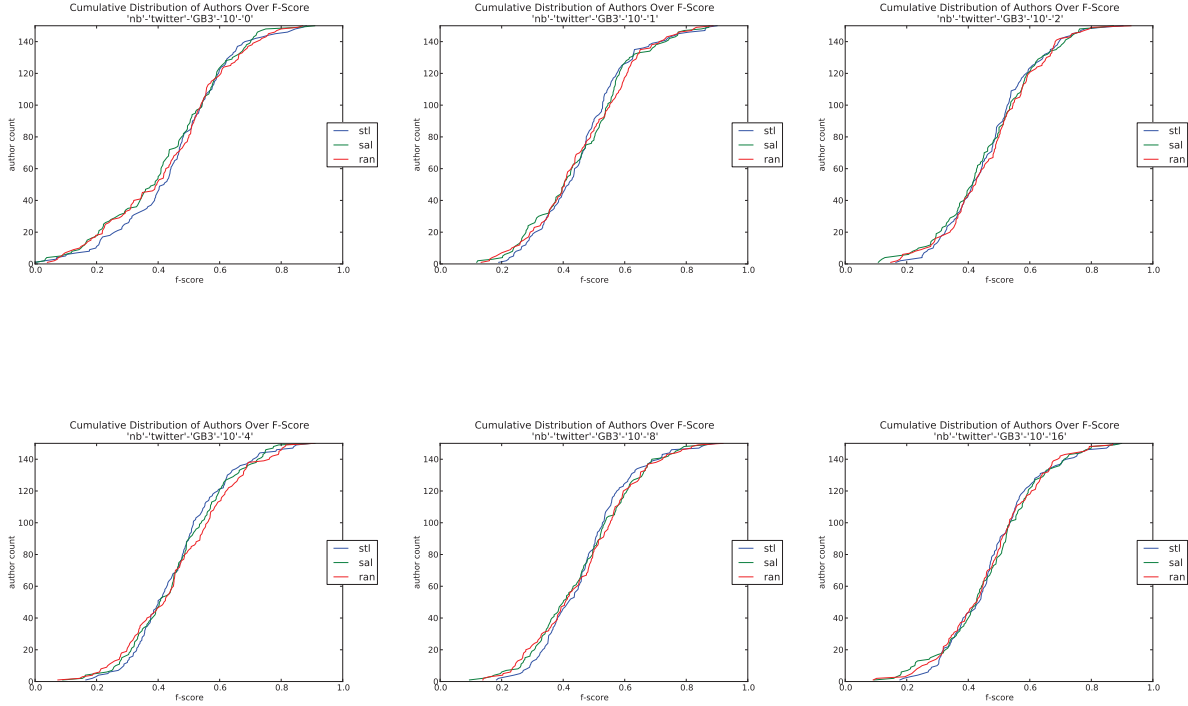 Cumulative Distribution of Authors Over F-Score
'nb'-'twitter'-'GB3'-'10'-'0'
140
120
100
80
60
40
20
0
author count
0.0 0.2 0.4 0.6 0.8 1.0
f-score
stl
sal
ran
Cumulative Distribution of Authors Over F-Score
'nb'-'twitter'-'GB3'-'10'-'1'
140
120
100
80
60
40
20
0
author count
0.0 0.2 0.4 0.6 0.8 1.0
f-score
stl
sal
ran
Cumulative Distribution of Authors Over F-Score
'nb'-'twitter'-'GB3'-'10'-'2'
140
120
100
80
60
40
20
0
author count
0.0 0.2 0.4 0.6 0.8 1.0
f-score
stl
sal
ran
Cumulative Distribution of Authors Over F-Score
'nb'-'twitter'-'GB3'-'10'-'4'
140
120
100
80
60
40
20
0
author count
0.0 0.2 0.4 0.6 0.8 1.0
f-score
stl
sal
ran
Cumulative Distribution of Authors Over F-Score
'nb'-'twitter'-'GB3'-'10'-'8'
140
120
100
80
60
40
20
0
author count
0.0 0.2 0.4 0.6 0.8 1.0
f-score
stl
sal
ran
Cumulative Distribution of Authors Over F-Score
'nb'-'twitter'-'GB3'-'10'-'16'
140
120
100
80
60
40
20
0
author count
0.0 0.2 0.4 0.6 0.8 1.0
f-score
stl
sal
ran